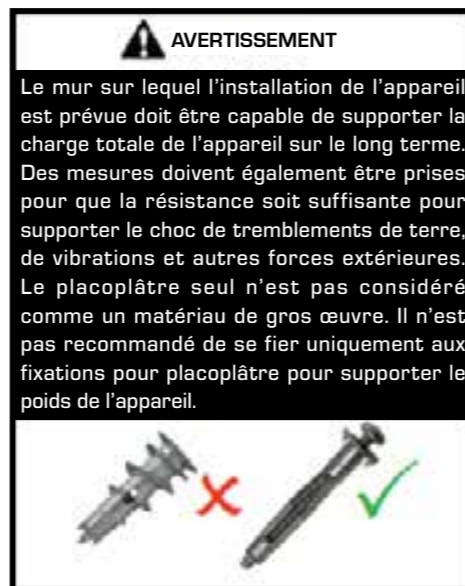 AVERTISSEMENT
Le mur sur lequel l’installation de l’appareil
est prévue doit être capable de supporter la
charge totale de l’appareil sur le long terme.
Des mesures doivent également être prises
pour que la résistance soit suffisante pour
supporter le choc de tremblements de terre,
de vibrations et autres forces extérieures.
Le placoplâtre seul n’est pas considéré
comme un matériau de gros œuvre. Il n’est
pas recommandé de se fier uniquement aux
fixations pour placoplâtre pour supporter le
poids de l’appareil.